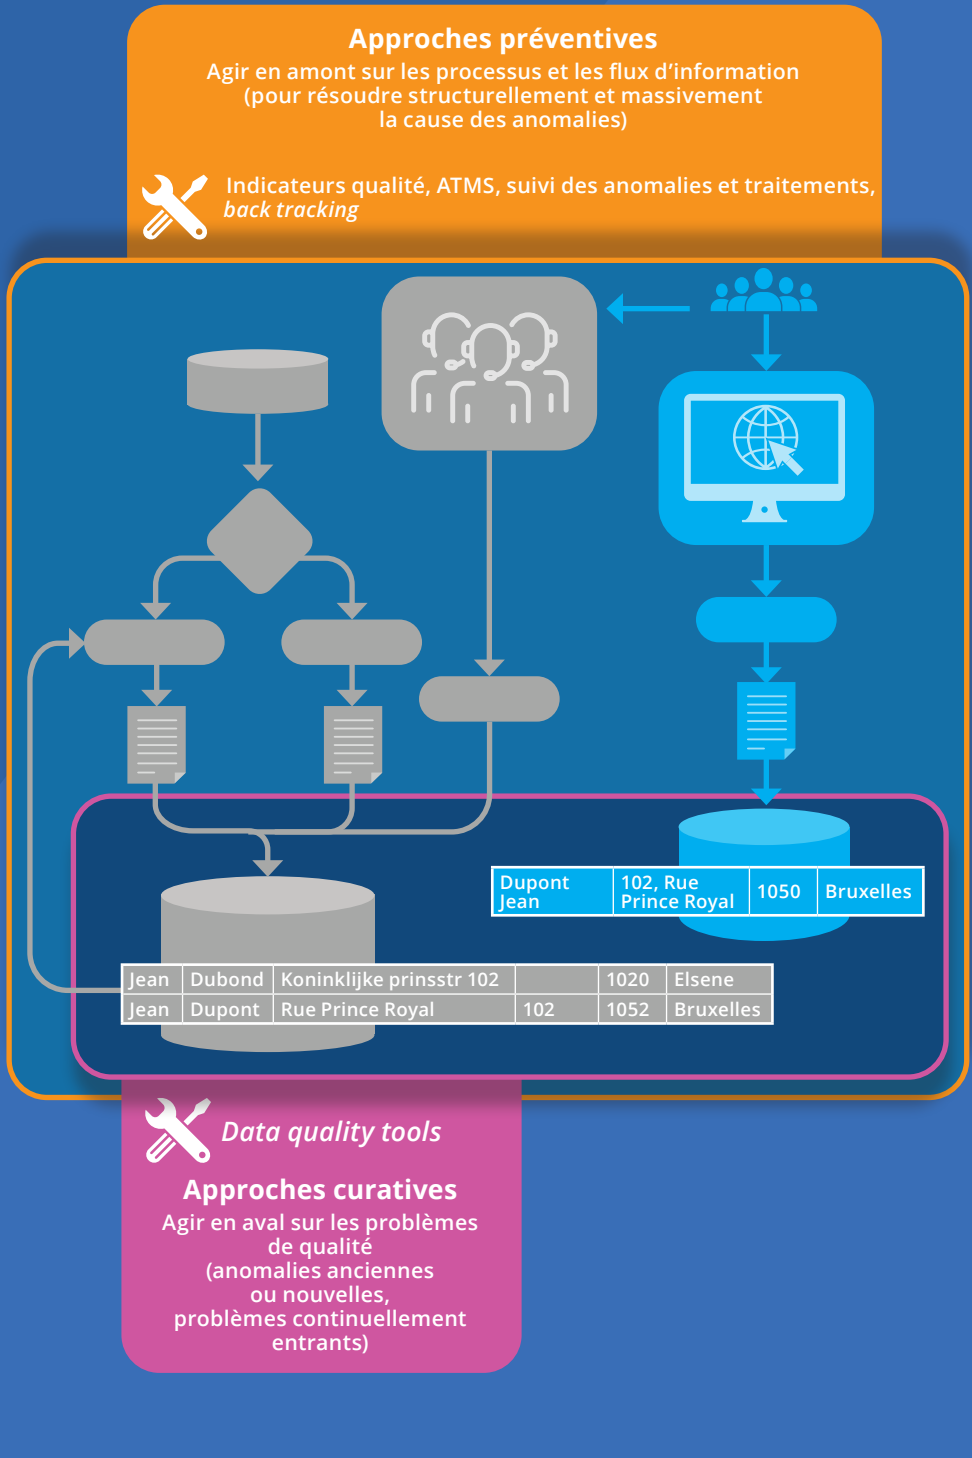 Approches préventives
Agir en amont sur les processus et les flux d’information
(pour résoudre structurellement et massivement
la cause des anomalies)
Indicateurs qualité, ATMS, suivi des anomalies et traitements,
back tracking
Dupont Jean 102, Rue Prince Royal 1050 Bruxelles
Jean Dubond Koninklijke prinsstr 102 1020 Elsene
Jean Dupont Rue Prince Royal 102 1052 Bruxelles
Data quality tools
Approches curatives
Agir en aval sur les problèmes
de qualité
(anomalies anciennes
ou nouvelles,
problèmes continuellement
entrants)